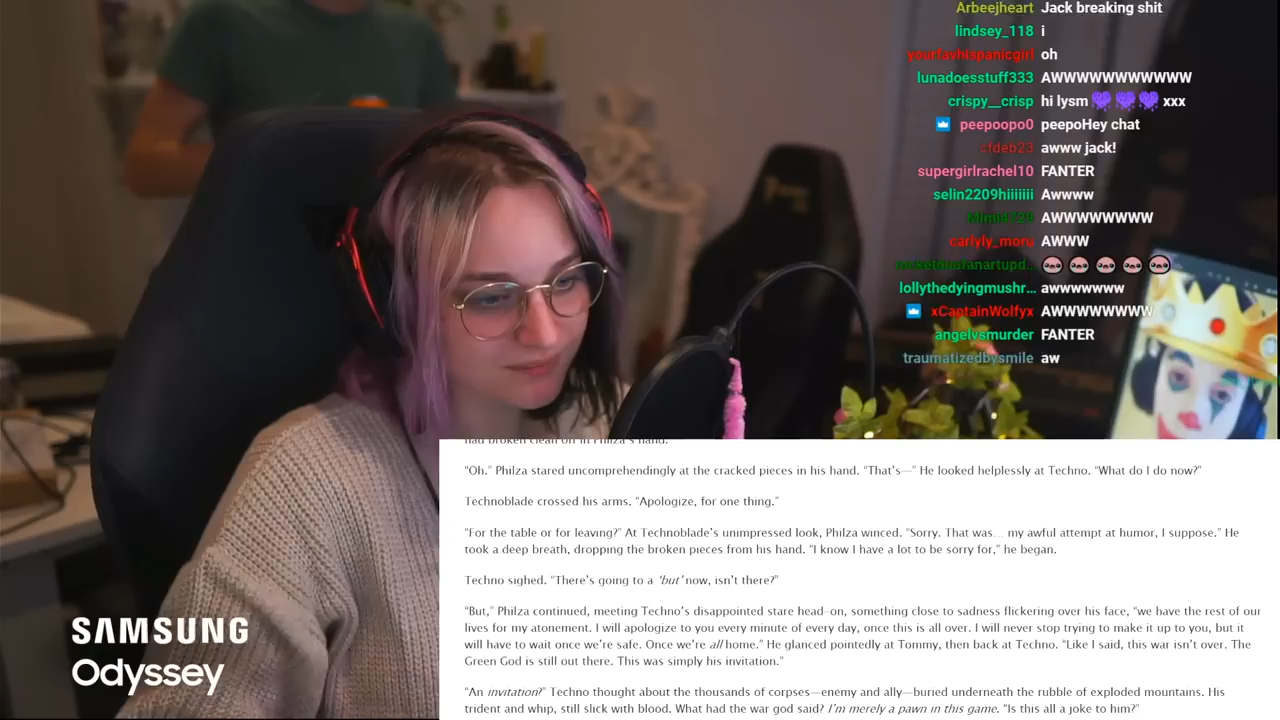 Arbeejheart Jack breaking shit
lindsey_118 i
yourfavhispanicgirl oh
lunadoesstuff333 AWWWWWWWWWWWW
crispy__crisp hi lysm 💜 💜 💜 xxx
peepoopo0 peepoHey chat
cfdeb23 awww jack!
supergirlrachel10 FANTER
selin2209hiiiiiii Awwww
AWWWWWWWWW
carlyly_moru AWWW
lollythedyingmushr... awwwwwww
xCaptainWolfyx AWWWWWWWWW
angelvsmurder FANTER
traumatizedbysmile aw
SAMSUNG
Odyssey
had broken clean off in Philza's hand.
“Oh.” Philza stared uncomprehendingly at the cracked pieces in his hand. “That's—” He looked helplessly at Techno. “What do I do now?”
Technoblade crossed his arms. “Apologize, for one thing.”
“For the table or for leaving?” At Technoblade's unimpressed look, Philza winced. “Sorry. That was... my awful attempt at humor, I suppose.” He
took a deep breath, dropping the broken pieces from his hand. “I know I have a lot to be sorry for,” he began.
Techno sighed. “There's going to a ‘but’ now, isn't there?”
“But,” Philza continued, meeting Techno's disappointed stare head-on, something close to sadness flickering over his face, “we have the rest of our
lives for my atonement. I will apologize to you every minute of every day, once this is all over. I will never stop trying to make it up to you, but it
will have to wait once we're safe. Once we're all home.” He glanced pointedly at Tommy, then back at Techno. “Like I said, this war isn't over. The
Green God is still out there. This was simply his invitation.”
“An invitation?” Techno thought about the thousands of corpses—enemy and ally—buried underneath the rubble of exploded mountains. His
trident and whip, still slick with blood. What had the war god said? I'm merely a pawn in this game. “Is this all a joke to him?”